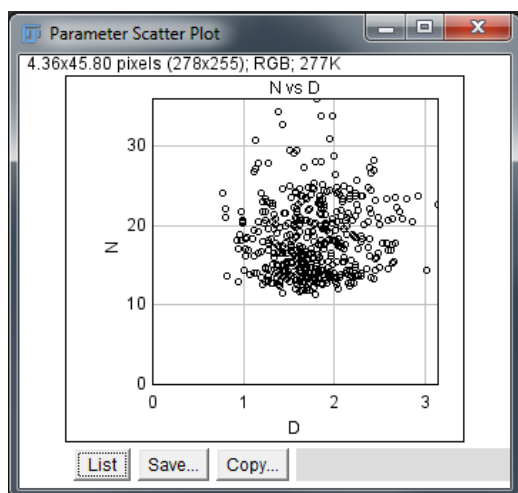 Parameter Scatter Plot
4.36x45.80 pixels (278x255); RGB; 277K
N vs D
30
20
10
0
N
0 1 2 3
D
List Save... Copy...